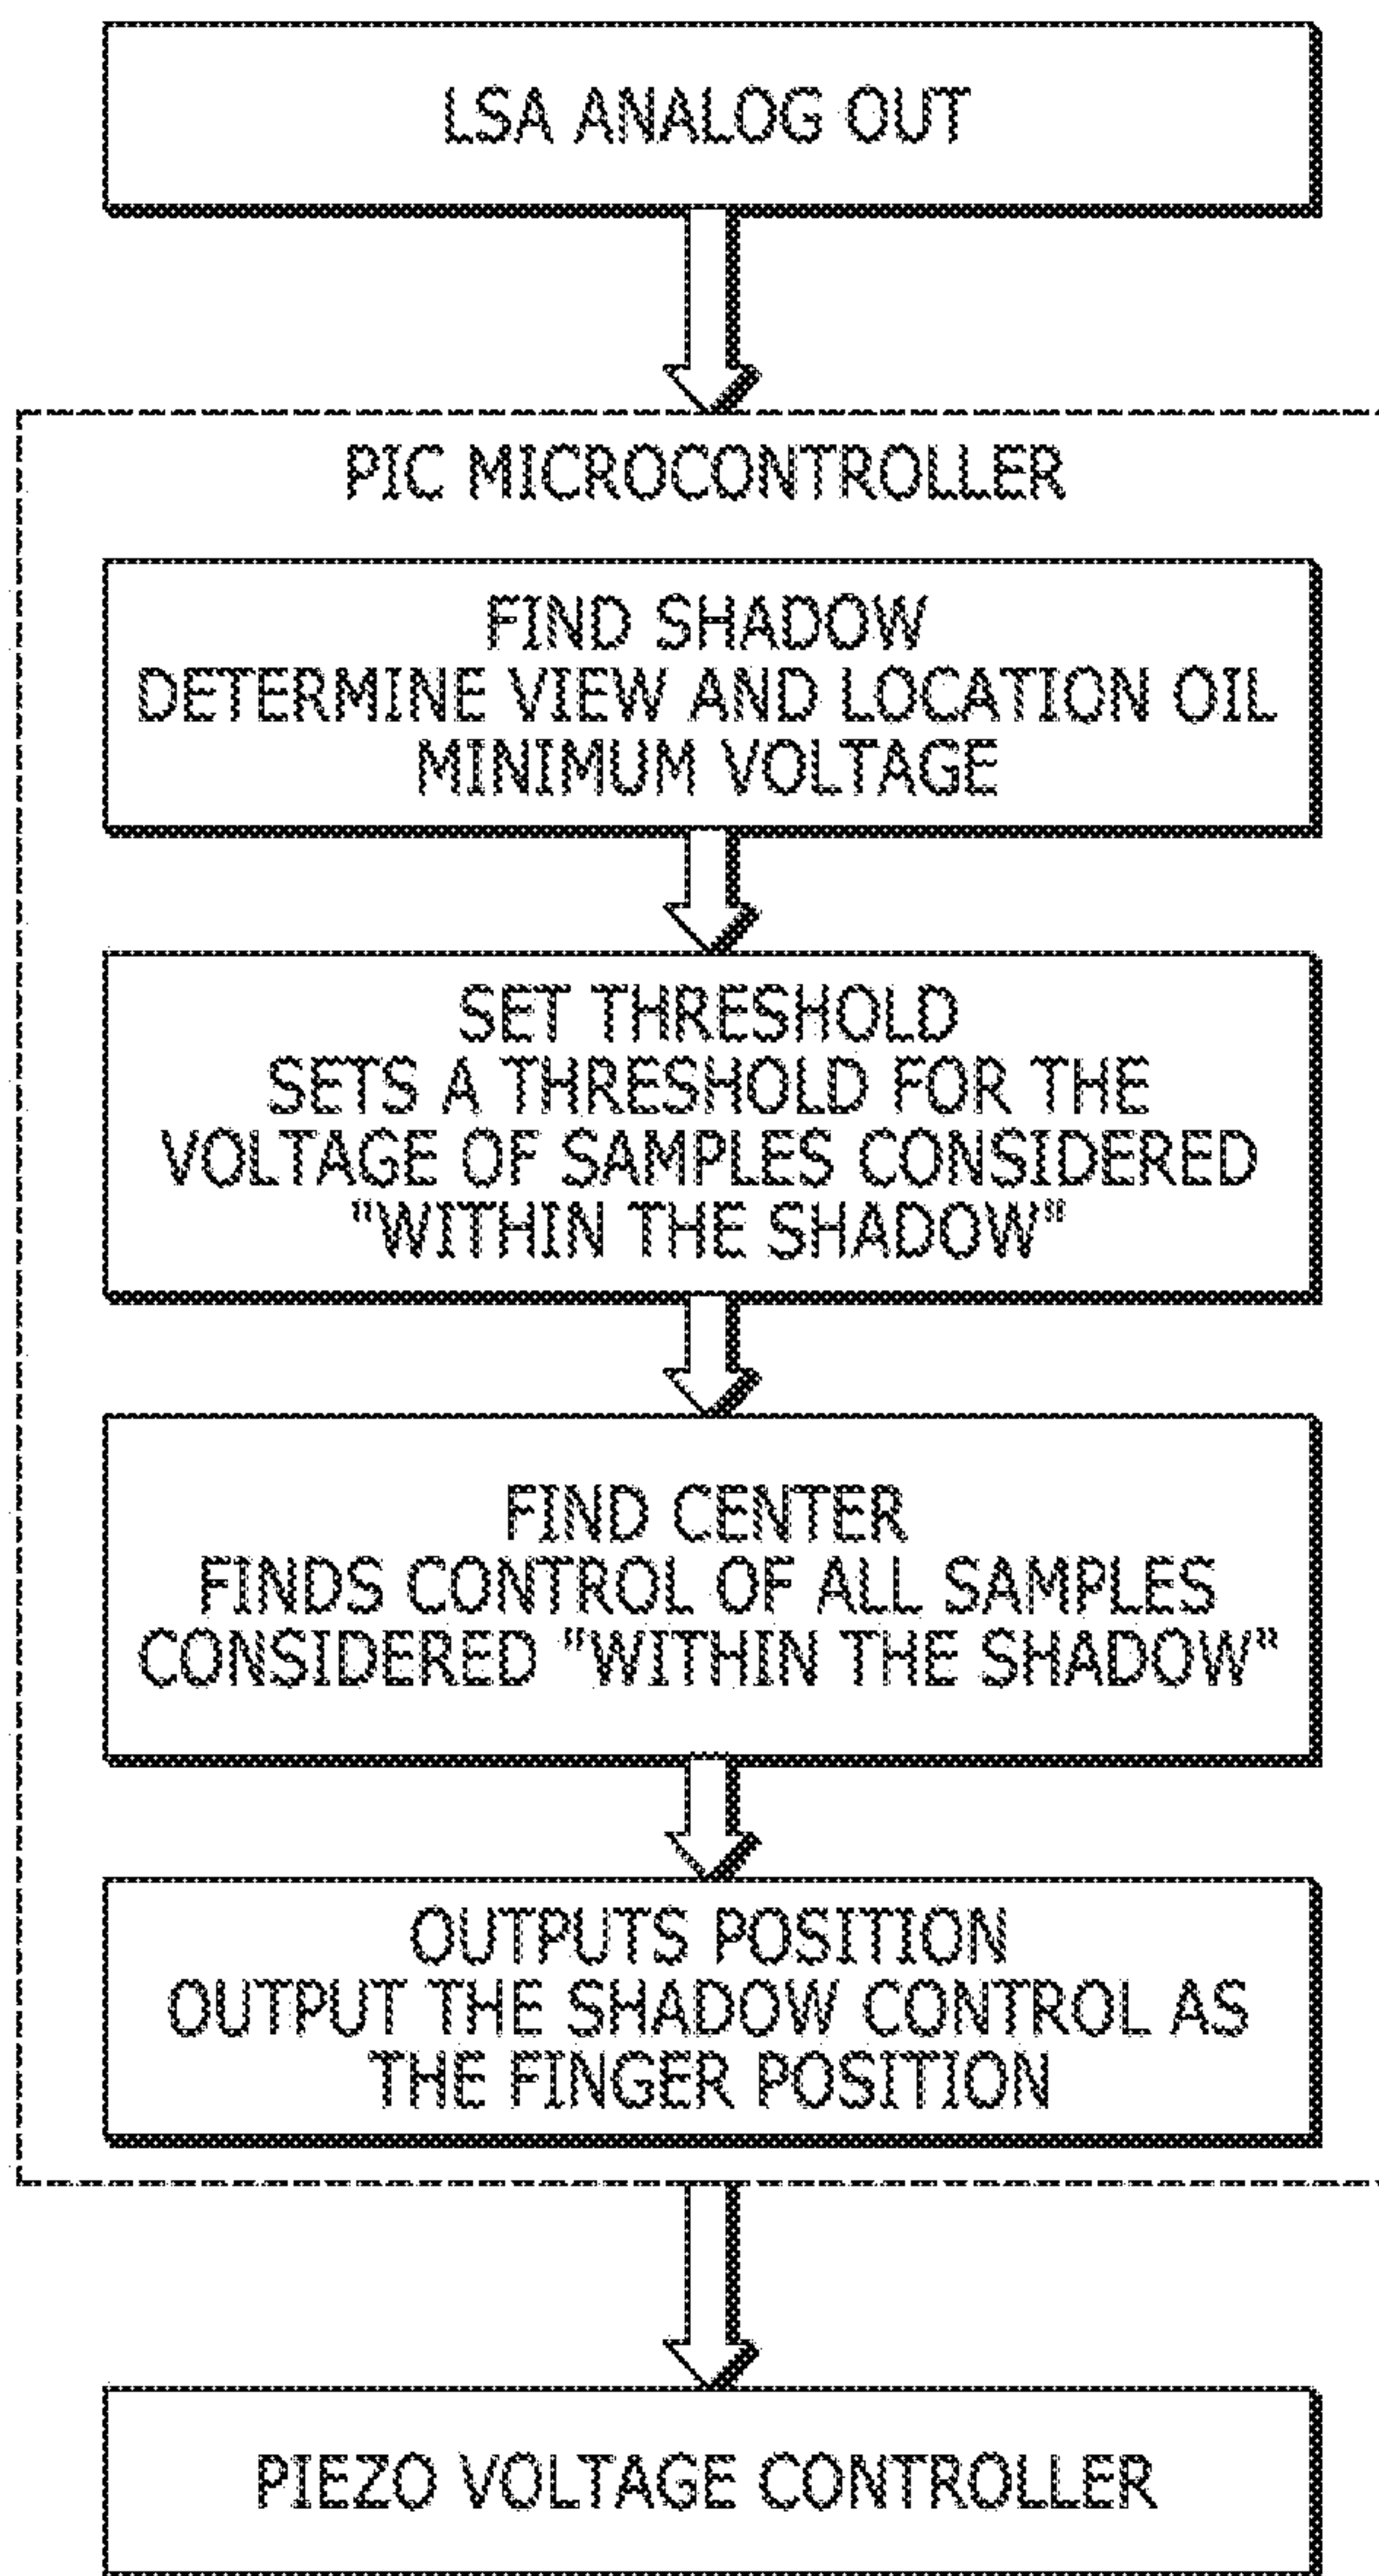 LSA ANALOG OUT
PIC MICROCONTROLLER
FIND SHADOW
DETERMINE VIEW AND LOCATION OIL
MINIMUM VOLTAGE
SET THRESHOLD
SETS A THRESHOLD FOR THE
VOLTAGE OF SAMPLES CONSIDERED
"WITHIN THE SHADOW"
FIND CENTER
FINDS CONTROL OF ALL SAMPLES
CONSIDERED "WITHIN THE SHADOW"
OUTPUTS POSITION
OUTPUT THE SHADOW CONTROL AS
THE FINGER POSITION
PIEZO VOLTAGE CONTROLLER